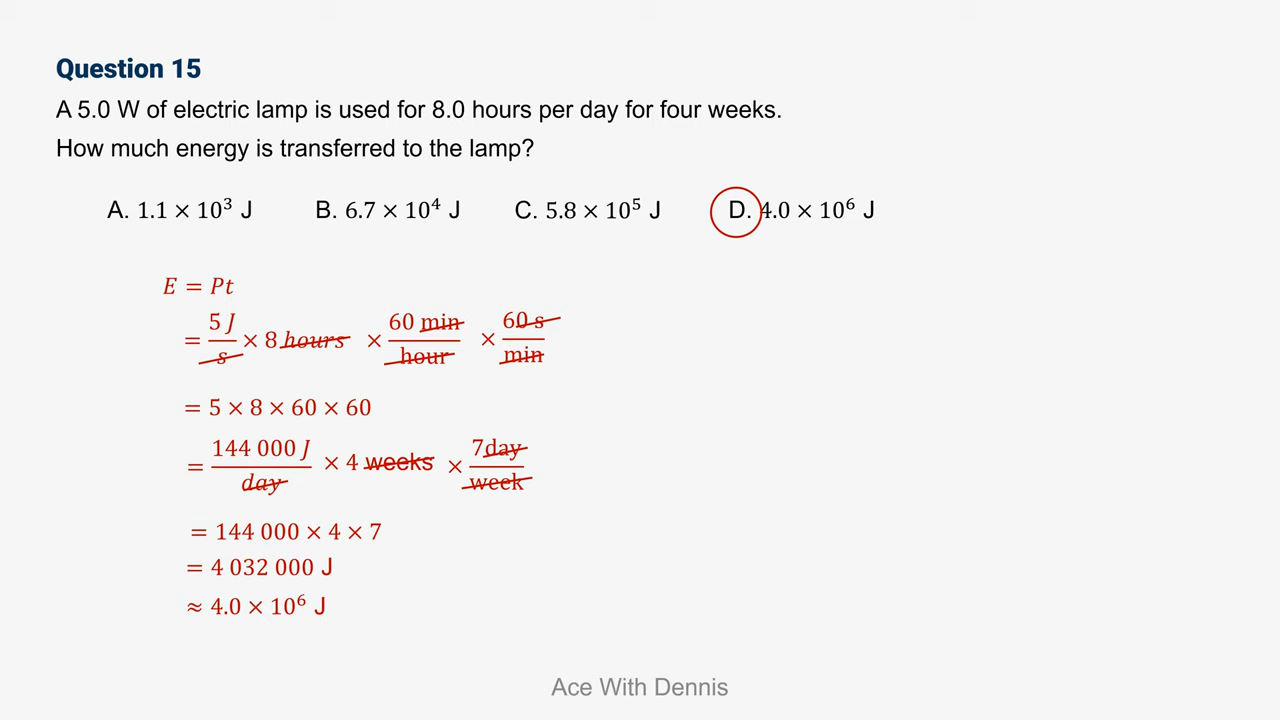 Question 15
A 5.0 W of electric lamp is used for 8.0 hours per day for four weeks.
How much energy is transferred to the lamp?
A. 1.1 × 10³ J B. 6.7 × 10⁴ J C. 5.8 × 10⁵ J D. 4.0 × 10⁶ J
E = Pt
= 5 J / s × 8 hours × 60 min / hour × 60 s / min
= 5 × 8 × 60 × 60
= 144 000 J / day × 4 weeks × 7day / week
= 144 000 × 4 × 7
= 4 032 000 J
≈ 4.0 × 10⁶ J
Ace With Dennis